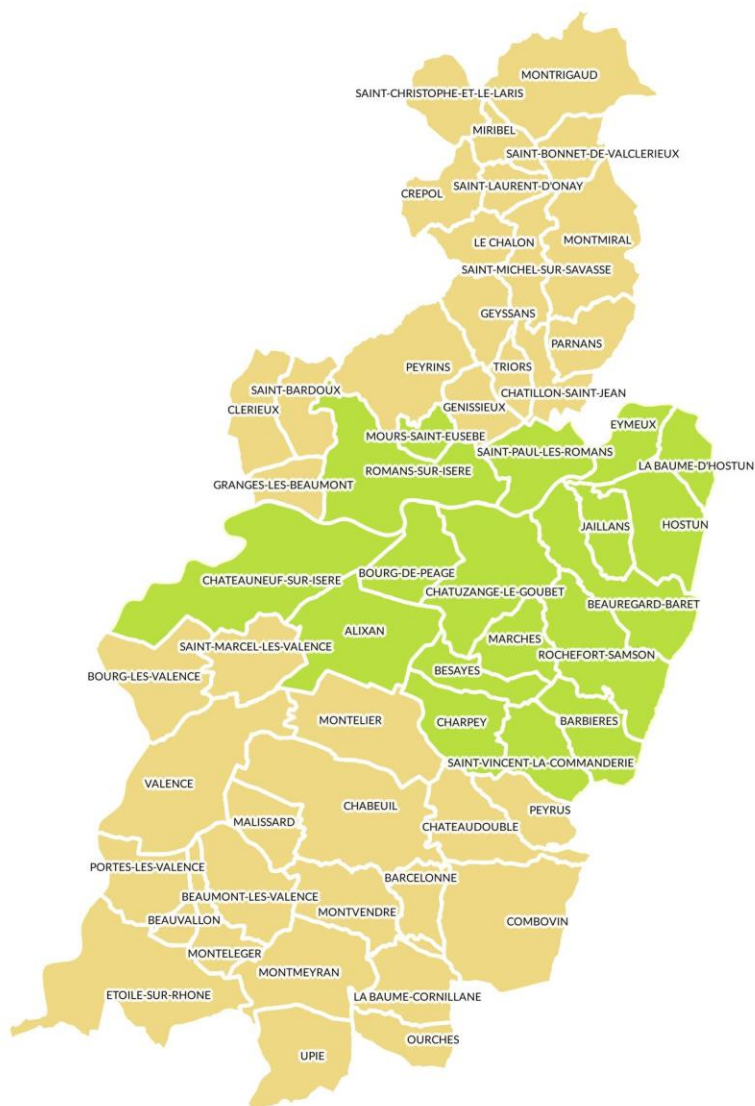 MONTRIGAUD
SAINT-CHRISTOPHE-ET-LE-LARIS
MIRIBEL
SAINT-BONNET-DE-VALCLERIEUX
SAINT-LAURENT-D'ONAY
CREPOL
LE CHALON
MONTMIRAL
SAINT-MICHEL-SUR-SAVASSE
GEYSSANS
PARNANS
PEYRINS
TRIORS
SAINT-BARDOUX
CHATILLON-SAINT-JEAN
CLERIEUX
GENISSIEUX
EYMEUX
MOURS-SAINT-EUSEBE
SAINT-PAUL-LES-ROMANS
LA BAUME-D'HOSTUN
ROMANS-SUR-ISERE
GRANGES-LES-BEAUMONT
JAILLANS
HOSTUN
BOURG-DE-PEAGE
CHATEAUNEUF-SUR-ISERE
CHATUZANGE-LE-GOUBET
BEAUREGARD-BARET
ALIXAN
MARCHES
SAINT-MARCEL-LES-VALENCE
ROCHEFORT-SAMSON
BESAYES
BOURG-LES-VALENCE
MONTELIER
CHARPEY
BARBIERES
SAINT-VINCENT-LA-COMMANDERIE
VALENCE
CHABEUIL
PEYRUS
MALISSARD
CHATEAUDOUBLE
PORTES-LES-VALENCE
BARCELONNE
BEAUMONT-LES-VALENCE
COMBOVIN
MONTVENDRE
BEAUVALLON
MONTELEGER
MONTMEYRAN
ETOILE-SUR-RHONE
LA BAUME-CORNILLANE
OURCHES
UPIE